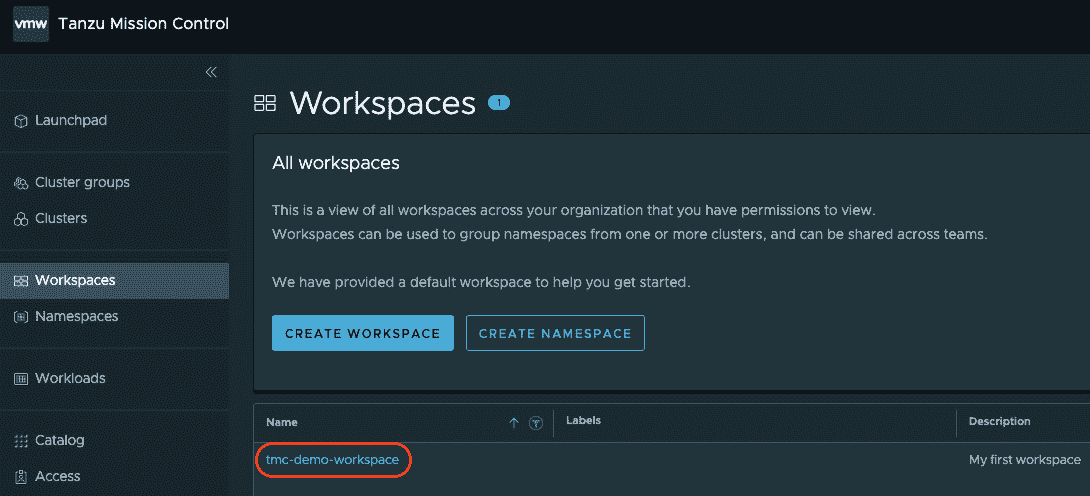 vmw Tanzu Mission Control
Launchpad
Cluster groups
Clusters
Workspaces
Namespaces
Workloads
Catalog
Access
Workspaces 1
All workspaces
This is a view of all workspaces across your organization that you have permissions to view.
Workspaces can be used to group namespaces from one or more clusters, and can be shared across teams.
We have provided a default workspace to help you get started.
CREATE WORKSPACE CREATE NAMESPACE
Name Labels Description
tmc-demo-workspace My first workspace